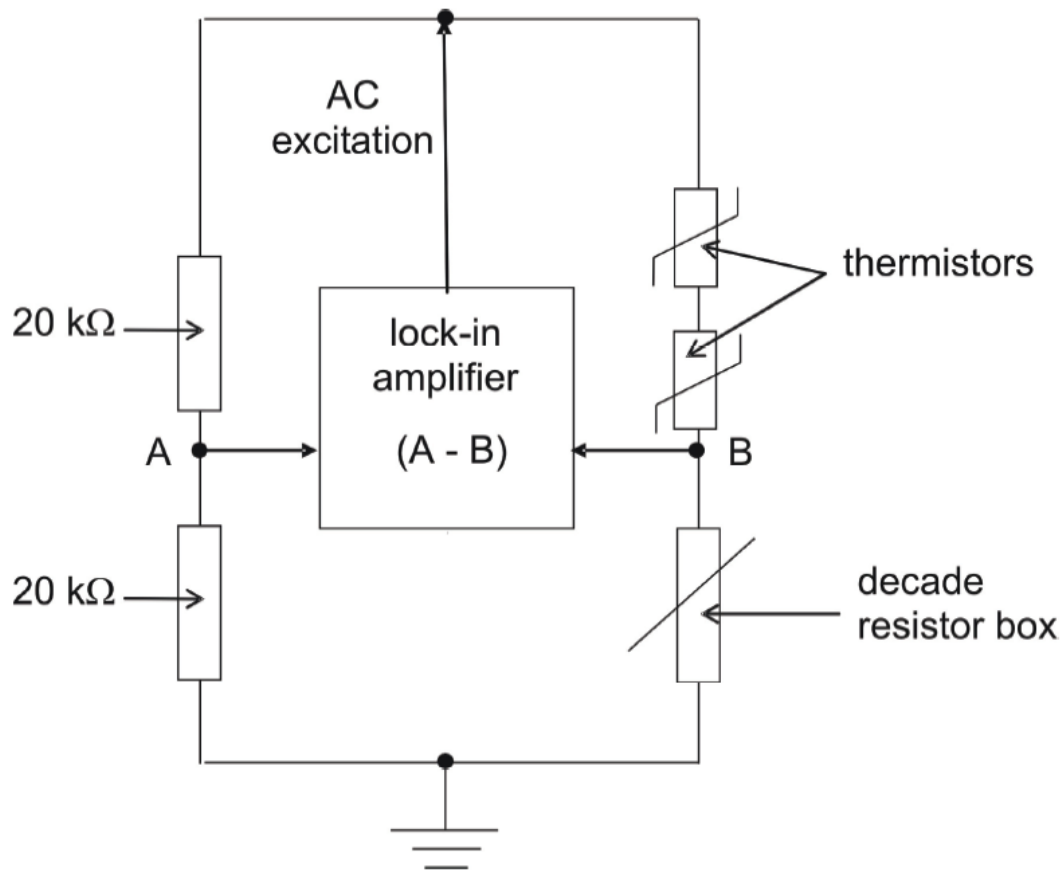 AC
excitation
thermistors
20 kΩ
lock-in
amplifier
A
(A - B)
B
20 kΩ
decade
resistor box